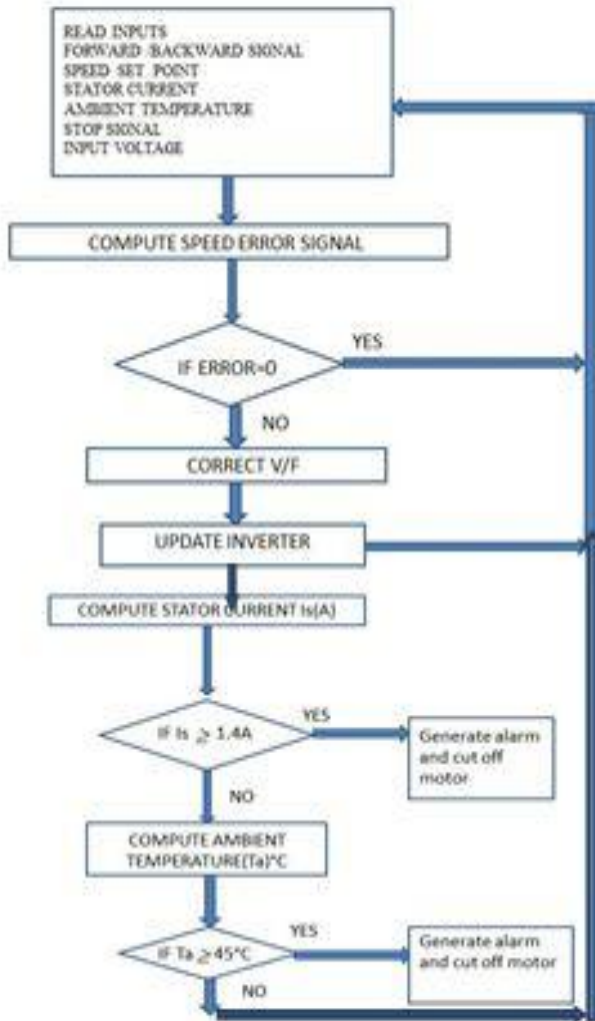 READ INPUTS
FORWARD /BACKWARD SIGNAL
SPEED SET POINT
STATOR CURRENT
AMBIENT TEMPERATURE
STOP SIGNAL
INPUT VOLTAGE
COMPUTE SPEED ERROR SIGNAL
IF ERROR=0
YES
NO
CORRECT V/F
UPDATE INVERTER
COMPUTE STATOR CURRENT Is(A)
IF Is ≥ 1.4A
YES
Generate alarm
and cut off
motor
NO
COMPUTE AMBIENT
TEMPERATURE(Ta)°C
IF Ta ≥45°C
YES
Generate alarm
and cut off motor
NO